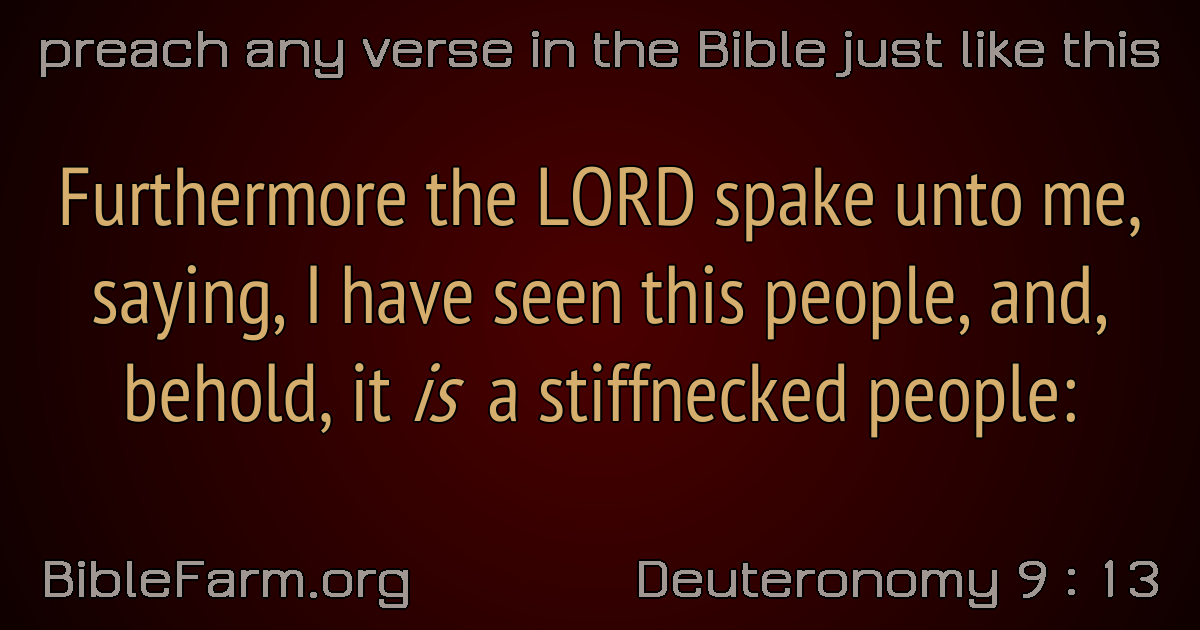 preach any verse in the Bible just like this
Furthermore the LORD spake unto me,
saying, I have seen this people, and,
behold, it is a stiffnecked people:
BibleFarm.org
Deuteronomy 9 : 13